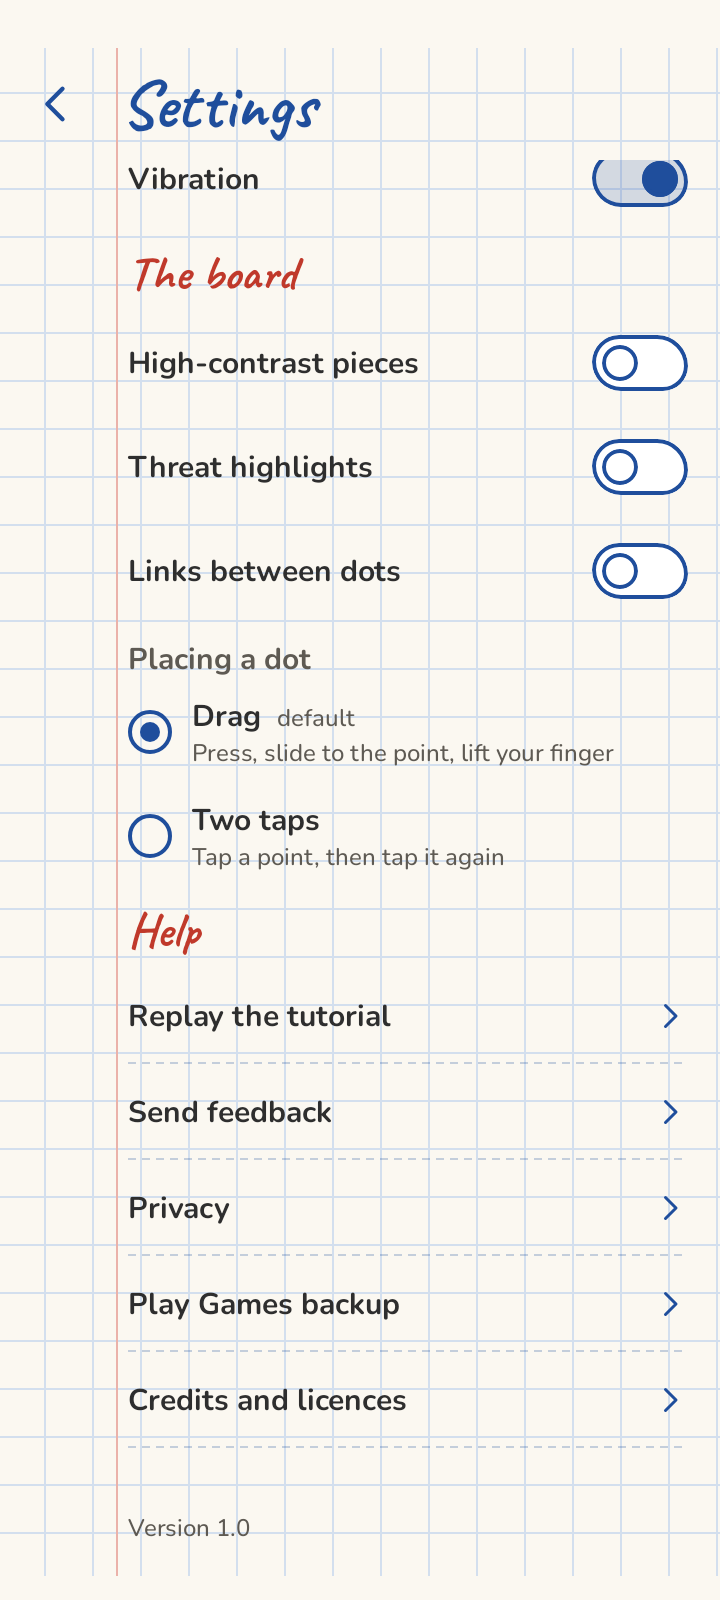 Settings
Vibration
The board
High-contrast pieces
Threat highlights
Links between dots
Placing a dot
Drag default
Press, slide to the point, lift your finger
Two taps
Tap a point, then tap it again
Help
Replay the tutorial
Send feedback
Privacy
Play Games backup
Credits and licences
Version 1.0